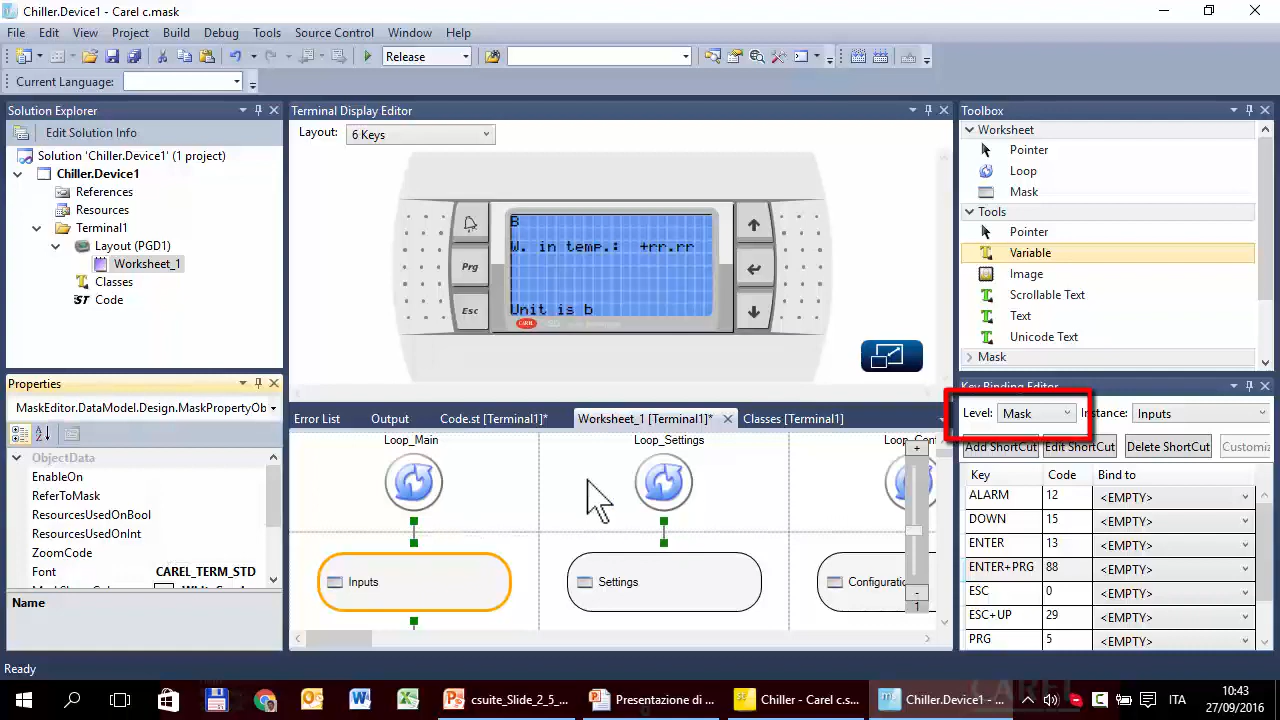 Chiller.Device1 - Carel c.mask
File Edit View Project Build Debug Tools Source Control Window Help
Release
Current Language:
Solution Explorer
Edit Solution Info
Solution 'Chiller.Device1' (1 project)
Chiller.Device1
References
Resources
Terminal1
Layout (PGD1)
Worksheet_1
Classes
ST Code
Properties
MaskEditor.DataModel.Design.MaskPropertyOb
ObjectData
EnableOn
ReferToMask
ResourcesUsedOnBool
ResourcesUsedOnInt
ZoomCode
Font CAREL_TERM_STD
Name
Terminal Display Editor
Layout: 6 Keys
B
W. in temp.: +rr.rr
Unit is b
Prg
Esc
CAREL
Error List Output Code.st [Terminal1]* Worksheet_1 [Terminal1]* Classes [Terminal1]
Loop_Main Loop_Settings
Inputs Settings
+
-
1
Toolbox
Worksheet
Pointer
Loop
Mask
Tools
Pointer
Variable
Image
Scrollable Text
Text
Unicode Text
Mask
Key Binding Editor
Level: Mask Instance: Inputs
Add ShortCut Edit ShortCut Delete ShortCut Customiz
Key Code Bind to
ALARM 12 <EMPTY>
DOWN 15 <EMPTY>
ENTER 13 <EMPTY>
ENTER+PRG 88 <EMPTY>
ESC 0 <EMPTY>
ESC+UP 29 <EMPTY>
PRG 5 <EMPTY>
Ready
csuite_Slide_2_5_... Presentazione di ... Chiller - Carel c.s... Chiller.Device1 - ...
ITA
10:43
27/09/2016